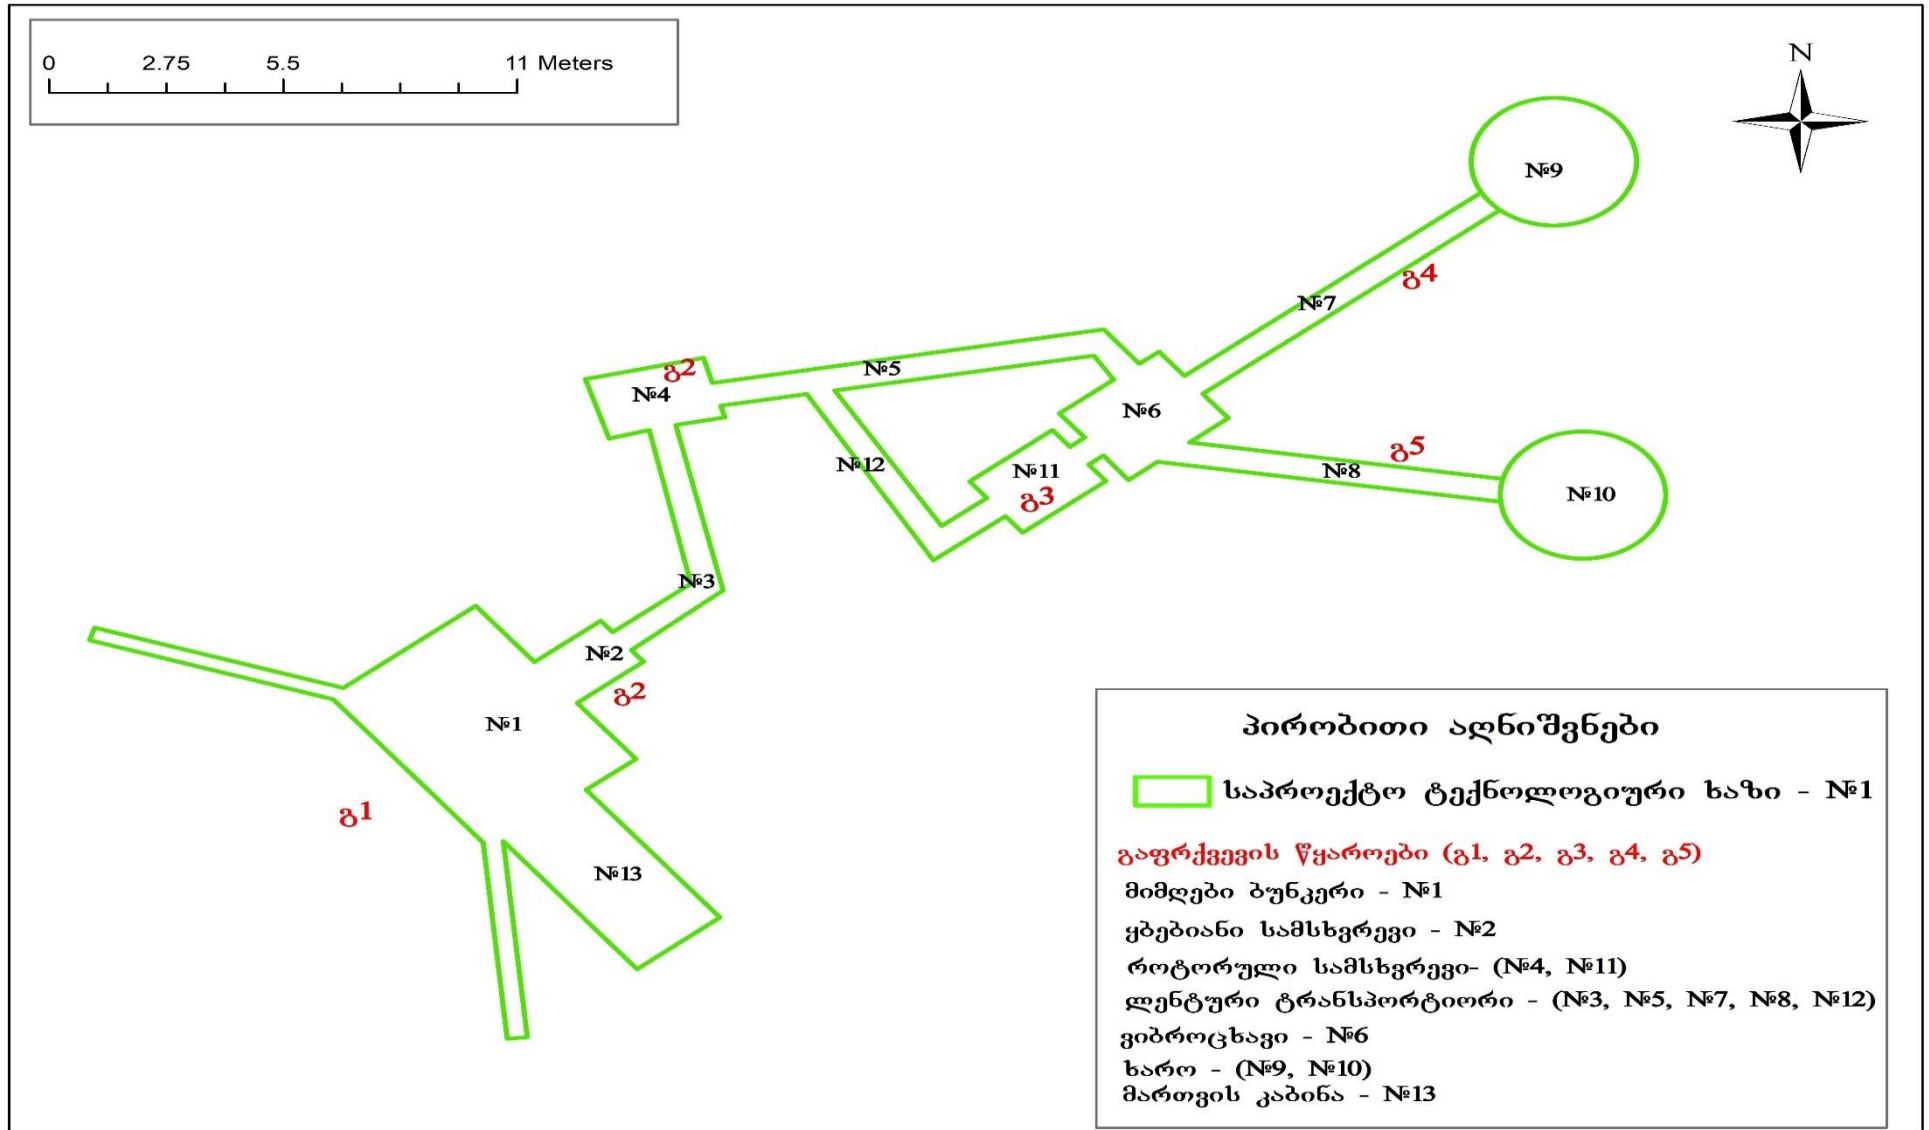 0 2.75 5.5 11 Meters
N
№9
გ4
№7
გ2
№5
№4
№6
გ5
№12
№11
№8
გ3
№10
№3
№2
გ2
№1
გ1
№13
პირობითი აღნიშვნები
საპროექტო ტექნოლოგიური ხაზი - №1
გაფრქვევის წყაროები (გ1, გ2, გ3, გ4, გ5)
მიმღები ბუნკერი - №1
ყბებიანი სამსხვრევი - №2
როტორული სამსხვრევი- (№4, №11)
ლენტური ტრანსპორტიორი - (№3, №5, №7, №8, №12)
ვიბროცხავი - №6
ხარო - (№9, №10)
მართვის კაბინა - №13